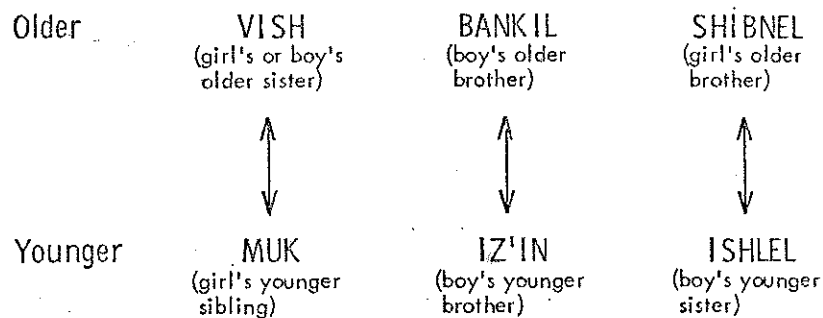 Older VISH BANKIL SHIBNEL
(girl's or boy's (boy's older (girl's older
older sister) brother) brother)
Younger MUK IZ'IN ISHLEL
(girl's younger (boy's younger (boy's younger
sibling) brother) sister)